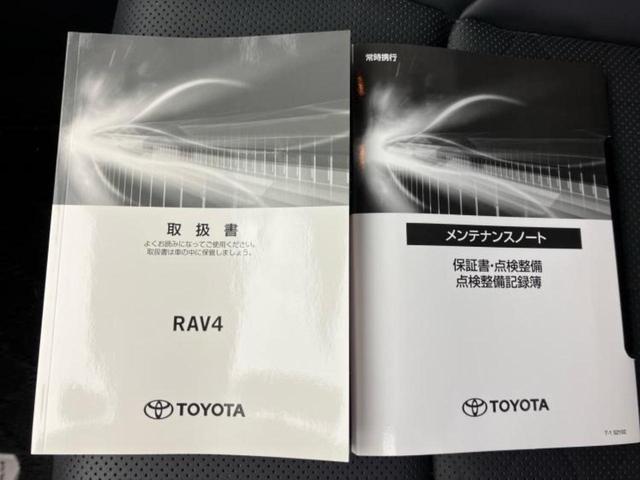 取扱書
よくお読みになってご使用ください。
取扱書は車の中に保管しましょう。
RAV4
TOYOTA
常時携行
メンテナンスノート
保証書・点検整備
点検整備記録簿
TOYOTA